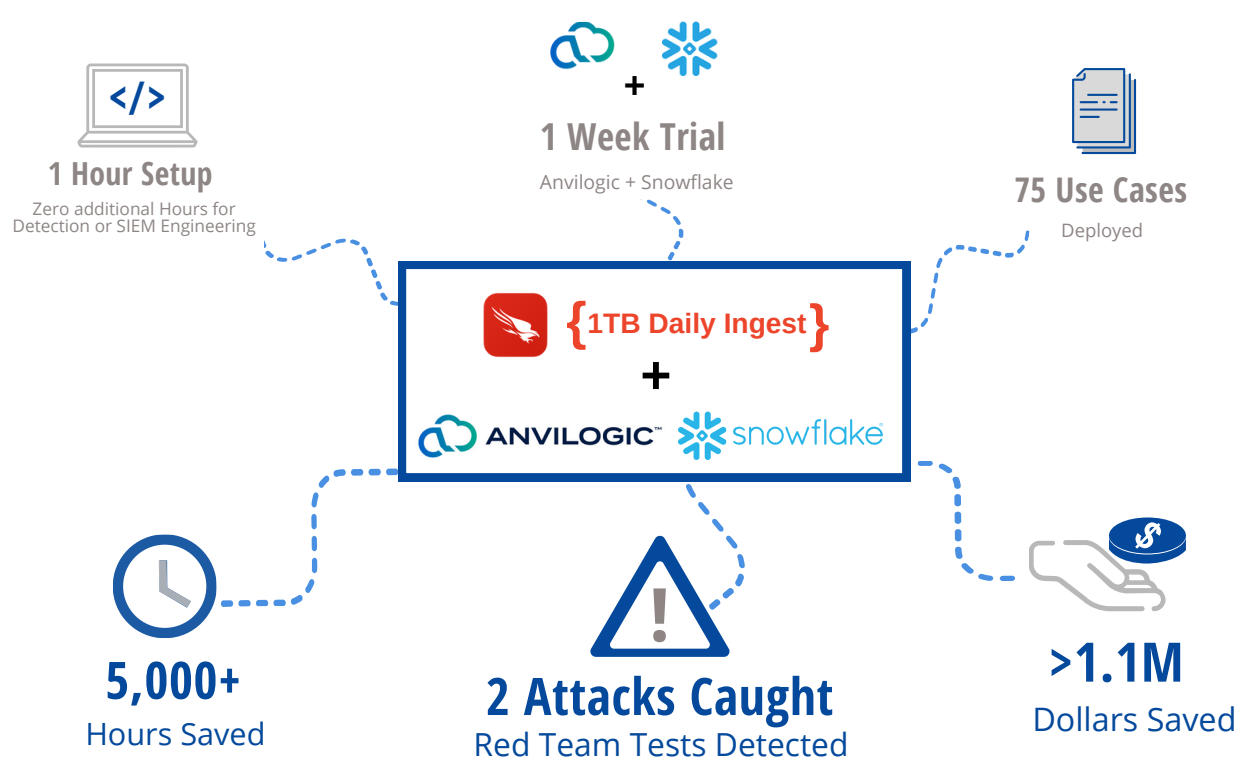 </>
+
1 Week Trial
Anvilogic + Snowflake
1 Hour Setup
Zero additional Hours for
Detection or SIEM Engineering
75 Use Cases
Deployed
{1TB Daily Ingest}
+
ANVILOGIC™ snowflake®
5,000+
Hours Saved
!
2 Attacks Caught
Red Team Tests Detected
$
>1.1M
Dollars Saved